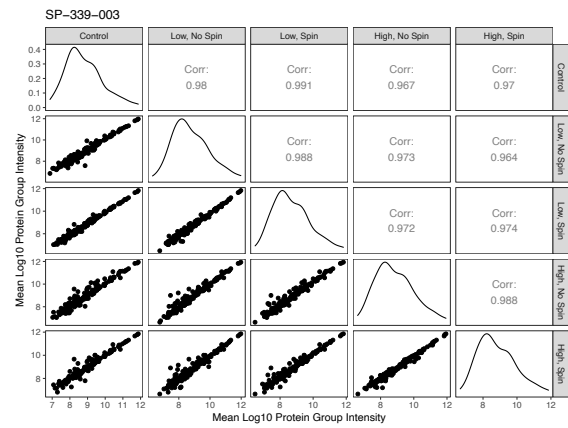 SP−339−003
Control
Low, No Spin
Low, Spin
High, No Spin
High, Spin
0.4
0.3
0.2
0.1
0.0
Corr:
0.98
Corr:
0.991
Corr:
0.967
Corr:
0.97
Control
12
10
8
Corr:
0.988
Corr:
0.973
Corr:
0.964
Low, No Spin
12
10
8
Corr:
0.972
Corr:
0.974
Low, Spin
12
10
8
Corr:
0.988
High, No Spin
12
10
8
High, Spin
Mean Log10 Protein Group Intensity
7 8 9 10 11 12
8 10 12
8 10 12
8 10 12
8 10 12
Mean Log10 Protein Group Intensity